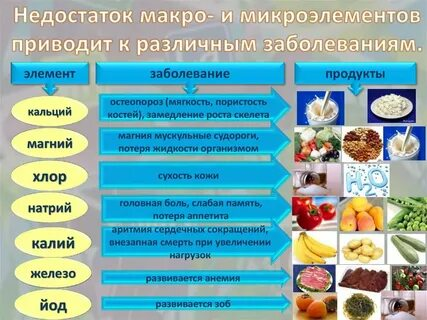 Недостаток макро- и микроэлементов
приводит к различным заболеваниям.
элемент
заболевание
продукты
кальций
остеопороз (мягкость, пористость
костей), замедление роста скелета
магний
магния мускульные судороги,
потеря жидкости организмом
хлор
сухость кожи
H2O
натрий
головная боль, слабая память,
потеря аппетита
калий
аритмия сердечных сокращений,
внезапная смерть при увеличении
нагрузок
железо
развивается анемия
йод
развивается зоб